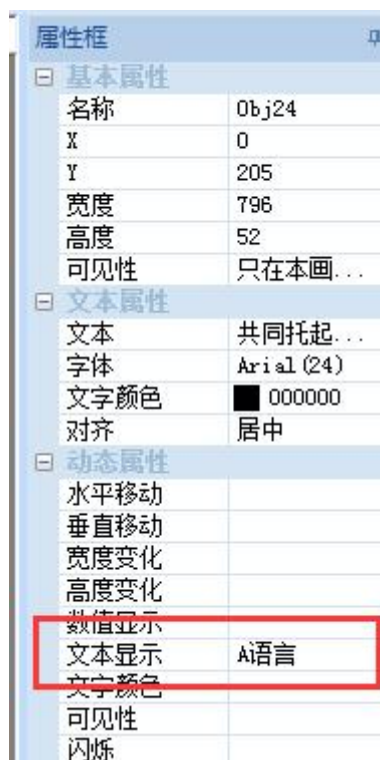 属性框
基本属性
名称 Obj24
X 0
Y 205
宽度 796
高度 52
可见性 只在本画...
文本属性
文本 共同托起...
字体 Arial(24)
文字颜色 000000
对齐 居中
动态属性
水平移动
垂直移动
宽度变化
高度变化
数值显示
文本显示 Ai语言
文字颜色
可见性
闪烁